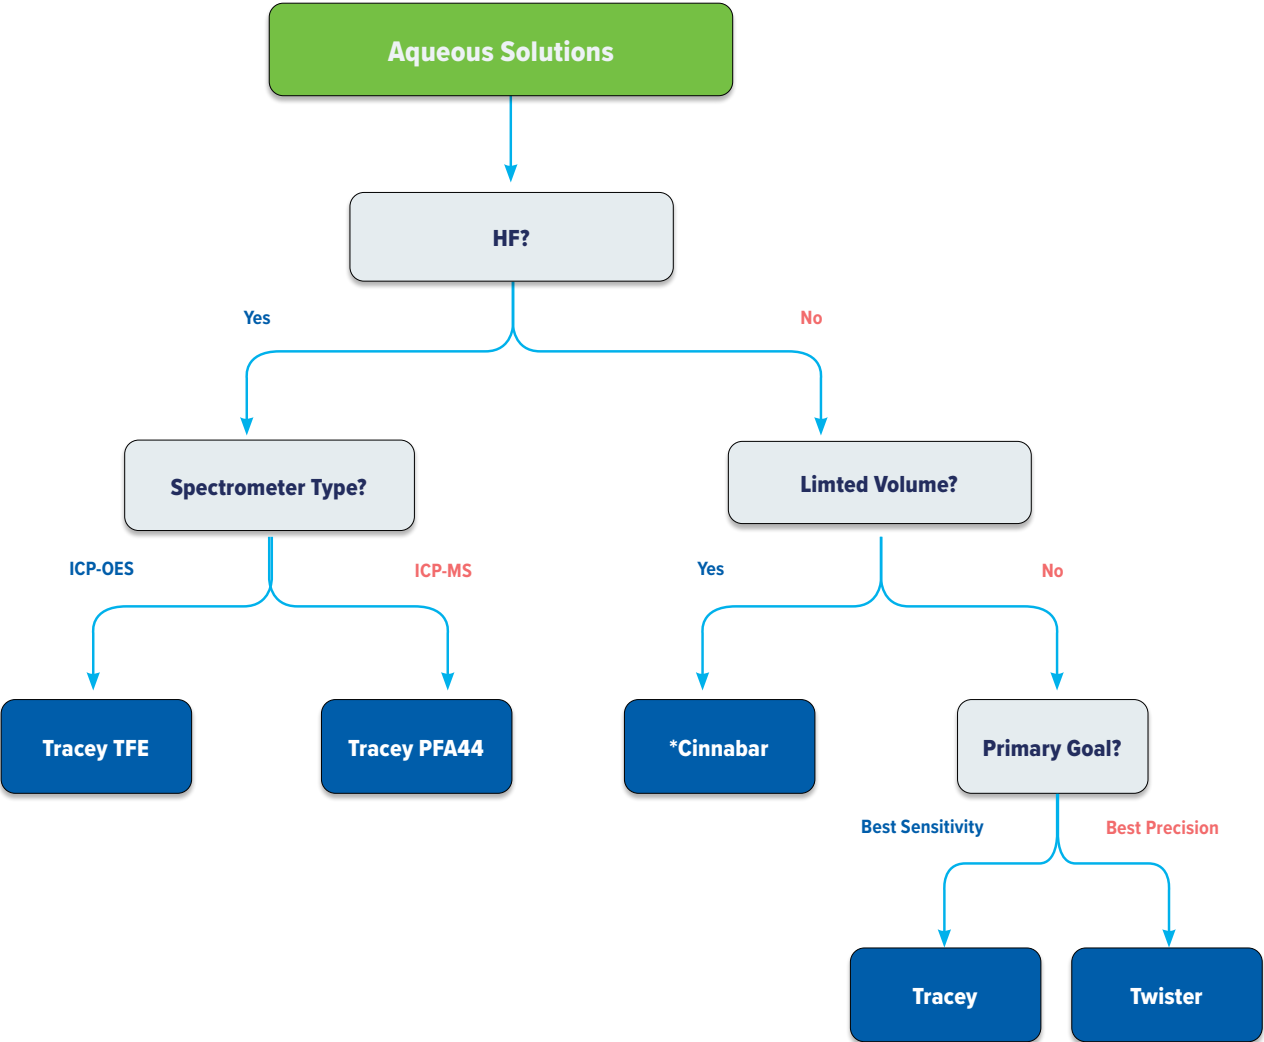 Aqueous Solutions
HF?
Yes
No
Spectrometer Type?
Limted Volume?
ICP-OES
ICP-MS
Yes
No
Tracey TFE
Tracey PFA44
*Cinnabar
Primary Goal?
Best Sensitivity
Best Precision
Tracey
Twister